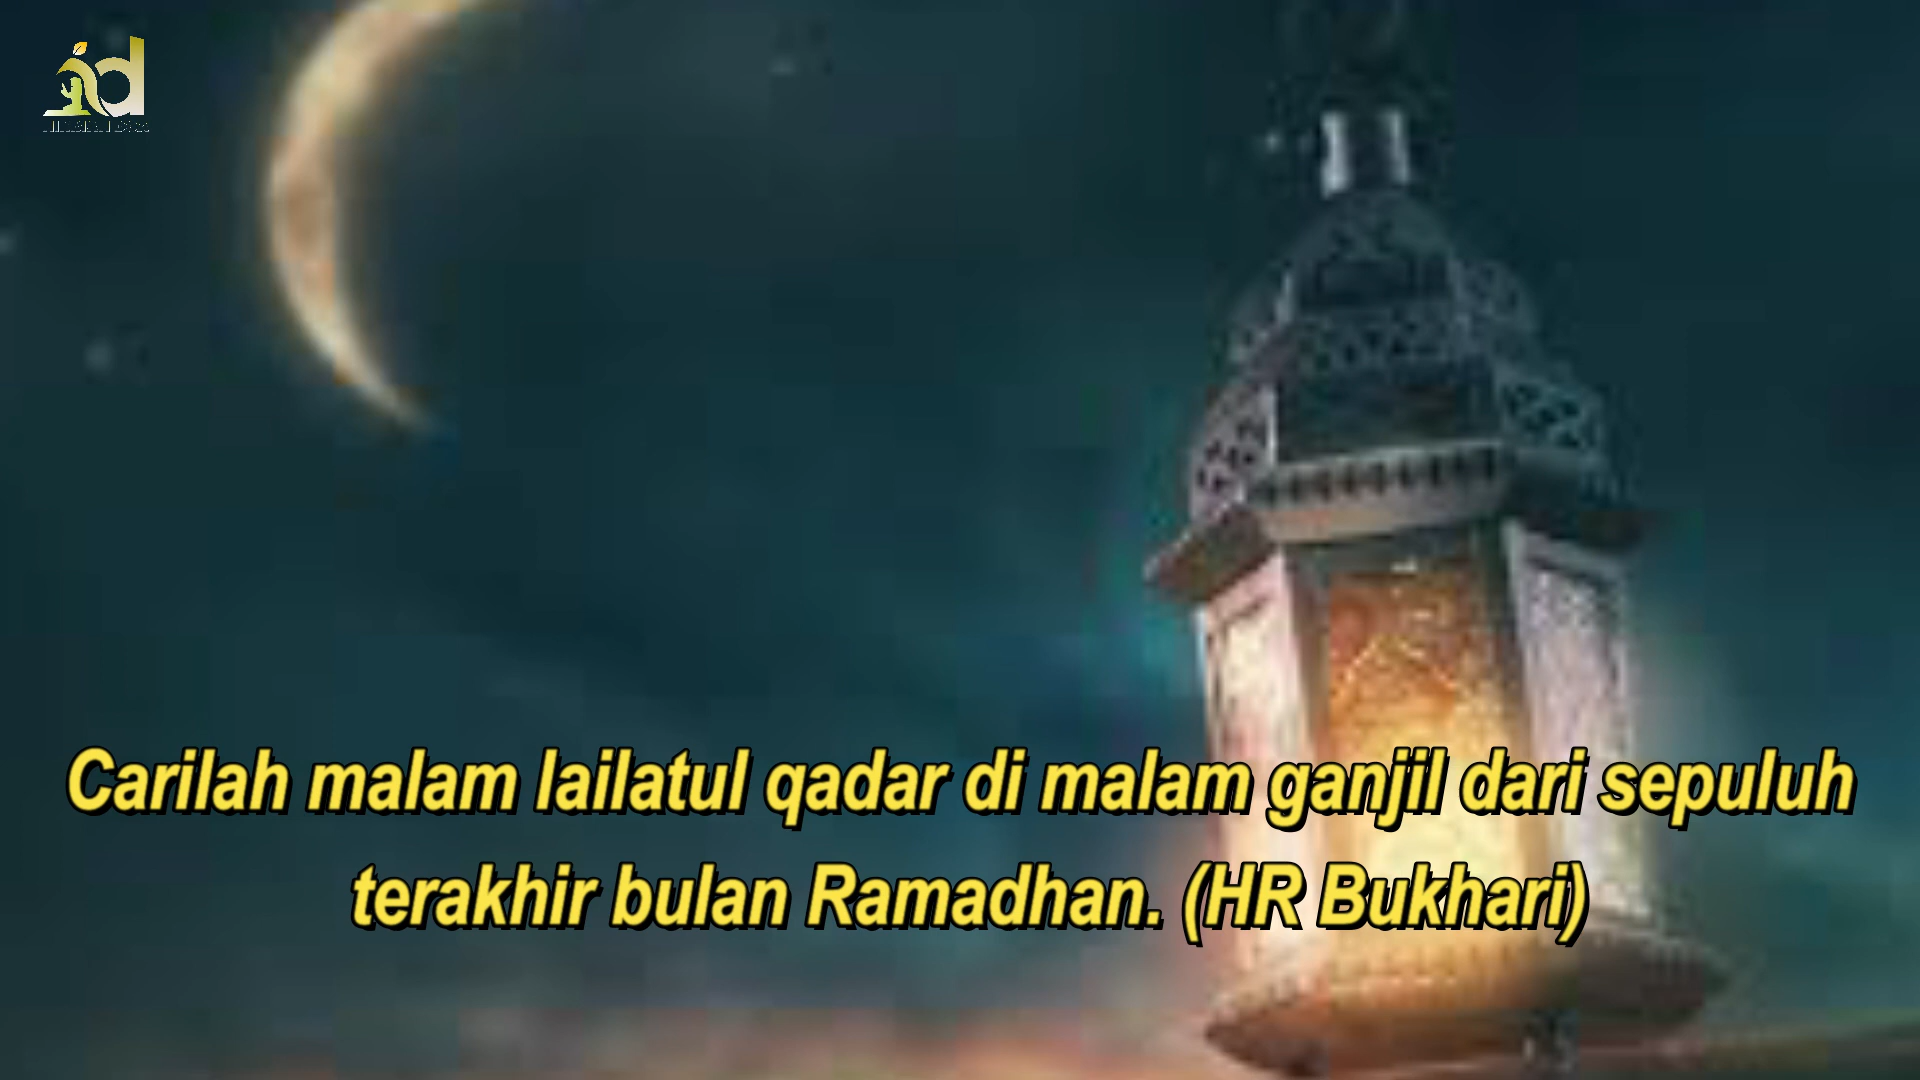 Carilah malam lailatul qadar di malam ganjil dari sepuluh
terakhir bulan Ramadhan. (HR Bukhari)